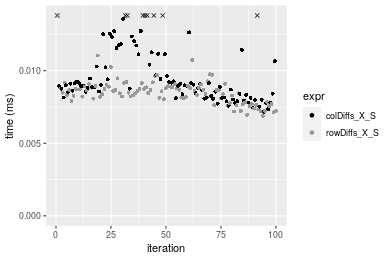 0.010
0.005
0.000
0
25
50
75
100
iteration
time (ms)
expr
colDiffs_X_S
rowDiffs_X_S